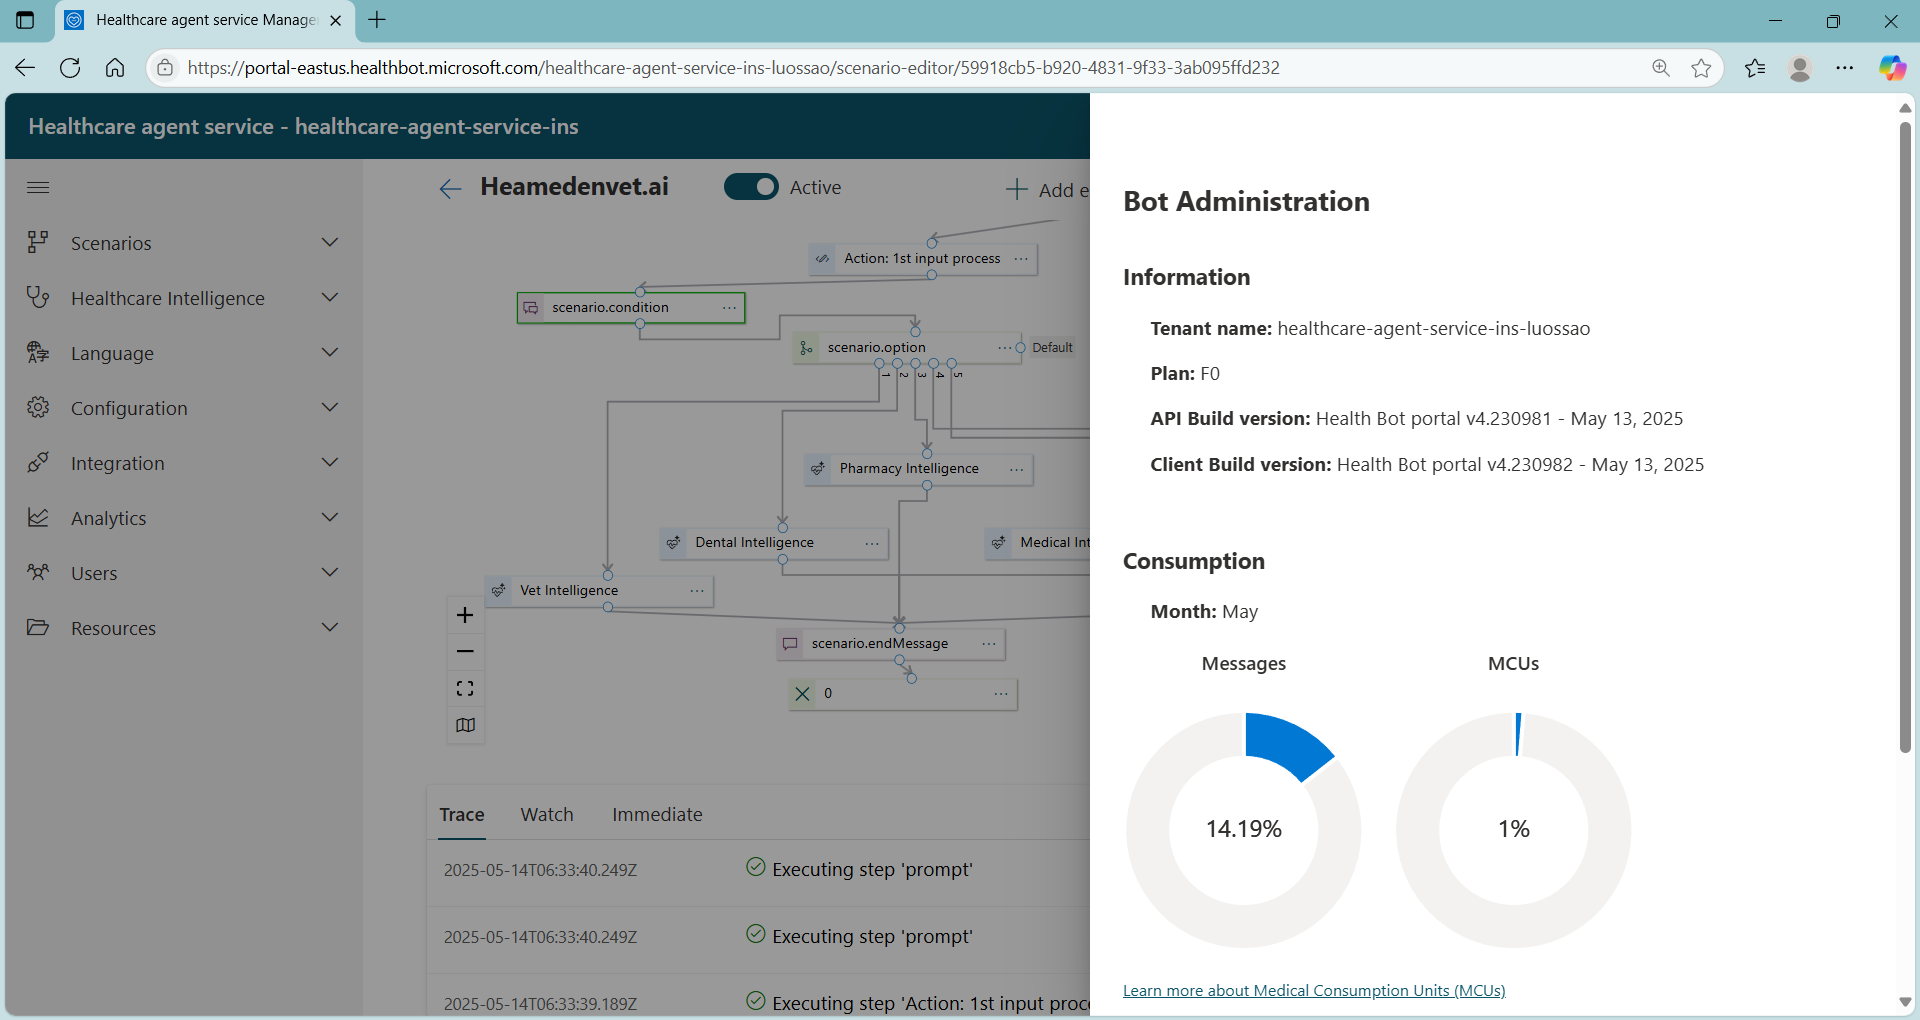 Healthcare agent service Manage
https://portal-eastus.healthbot.microsoft.com/healthcare-agent-service-ins-luossao/scenario-editor/59918cb5-b920-4831-9f33-3ab095ffd232
Healthcare agent service - healthcare-agent-service-ins
Scenarios
Healthcare Intelligence
Language
Configuration
Integration
Analytics
Users
Resources
Heamedenvet.ai
Active
Add e
Action: 1st input process
scenario.condition
scenario.option
Default
1 2 3 4 5
Pharmacy Intelligence
Dental Intelligence
Medical Int
Vet Intelligence
scenario.endMessage
0
Trace Watch Immediate
2025-05-14T06:33:40.249Z Executing step 'prompt'
2025-05-14T06:33:40.249Z Executing step 'prompt'
2025-05-14T06:33:39.189Z Executing step 'Action: 1st input proce
Bot Administration
Information
Tenant name: healthcare-agent-service-ins-luossao
Plan: F0
API Build version: Health Bot portal v4.230981 - May 13, 2025
Client Build version: Health Bot portal v4.230982 - May 13, 2025
Consumption
Month: May
Messages
MCUs
14.19%
1%
Learn more about Medical Consumption Units (MCUs)